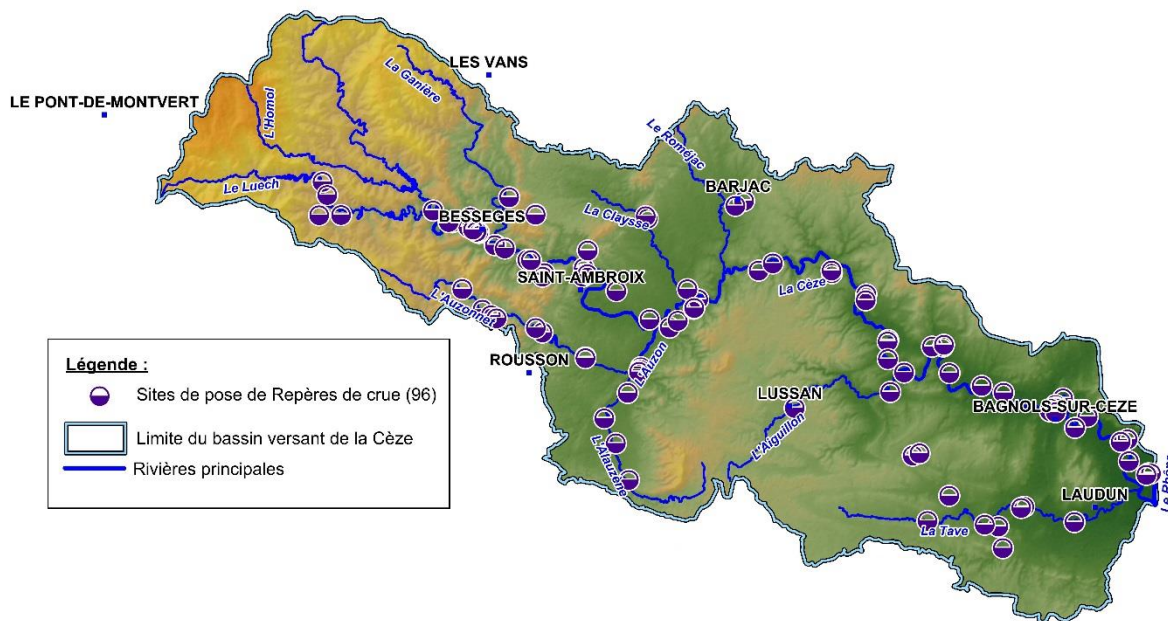 LES VANS
LE PONT-DE-MONTVERT
La Ganière
L'Homol
Le Roméjac
Le Luech
BARJAC
BESSEGES
La Claysse
SAINT-AMBROIX
La Cèze
L'Auzonnet
ROUSSON
L'Auzon
LUSSAN
BAGNOLS-SUR-CEZE
L'Aiguillon
L'Alauzène
LAUDUN
Le Rhône
La Tave
Légende :
Sites de pose de Repères de crue (96)
Limite du bassin versant de la Cèze
Rivières principales